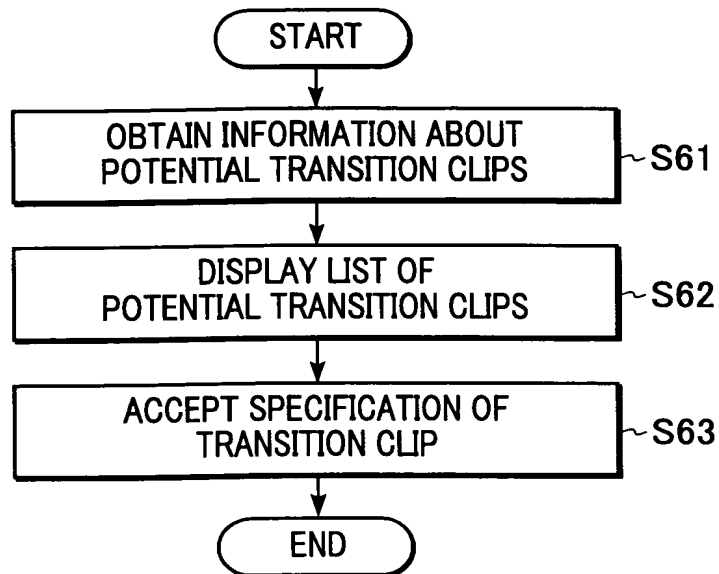 START
OBTAIN INFORMATION ABOUT
POTENTIAL TRANSITION CLIPS
S61
DISPLAY LIST OF
POTENTIAL TRANSITION CLIPS
S62
ACCEPT SPECIFICATION OF
TRANSITION CLIP
S63
END